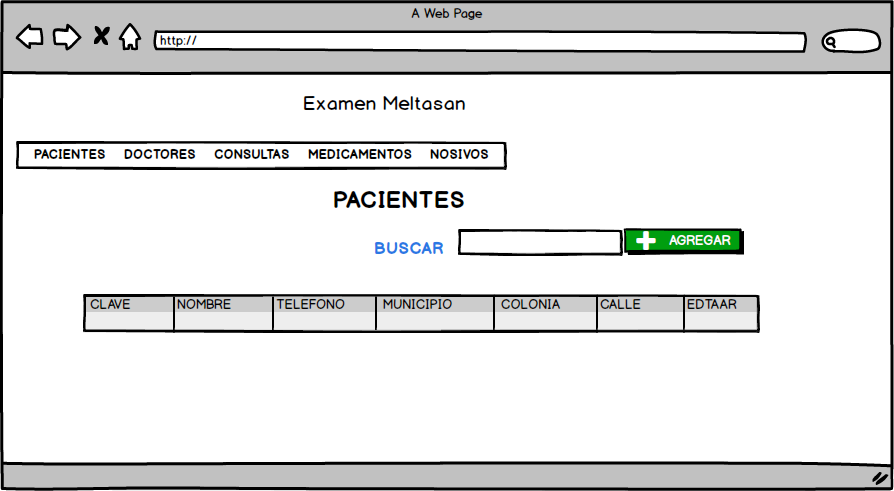 A Web Page
http://
Examen Meltasan
PACIENTES DOCTORES CONSULTAS MEDICAMENTOS NOSIVOS
PACIENTES
BUSCAR AGREGAR
CLAVE NOMBRE TELEFONO MUNICIPIO COLONIA CALLE EDTAAR